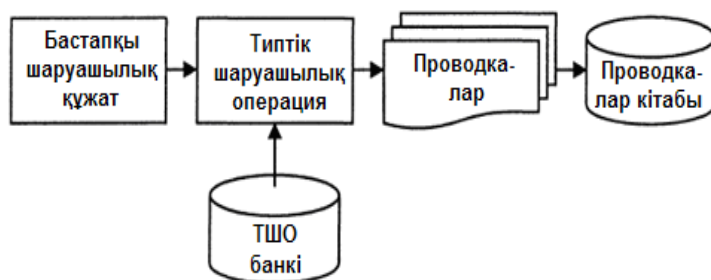 Бастапқы
шаруашылық
құжат
Типтік
шаруашылық
операция
Проводка-
лар
Проводка-
лар кітабы
ТШО
банкі